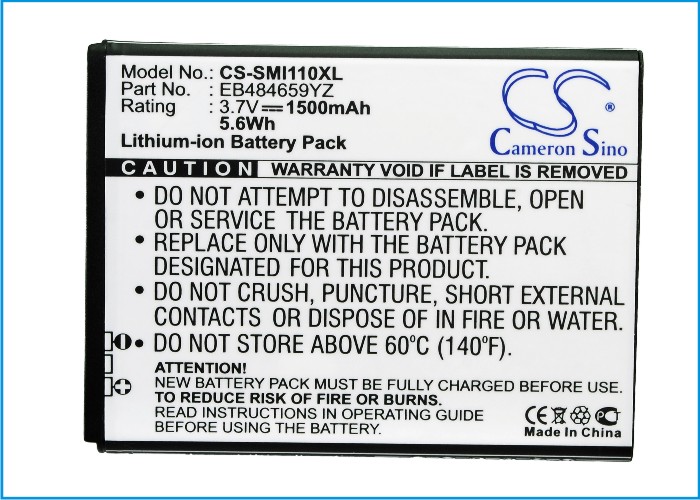 Model No.: CS-SMI110XL
Part No.: EB484659YZ
Rating: 3.7V 1500mAh
5.6Wh
Lithium-ion Battery Pack
CS ®
Cameron Sino
CAUTION WARRANTY VOID IF LABEL IS REMOVED
• DO NOT ATTEMPT TO DISASSEMBLE, OPEN
OR SERVICE THE BATTERY PACK.
• REPLACE ONLY WITH THE BATTERY
DESIGNATED FOR THIS PACK.
• DO NOT CRUSH, PUNCTURE, SHORT EXTERNAL
CONTACTS OR DISPOSE OF IN FIRE OR WATER.
• DO NOT STORE ABOVE 60°C (140°F).
ATTENTION!
NEW BATTERY PACK MUST BE FULLY CHARGED BEFORE USE.
TO REDUCE RISK OF FIRE OR BURNS.
READ INSTRUCTIONS IN OPERATING GUIDE
BEFORE USING THIS BATTERY PACK.
CE
Made In China